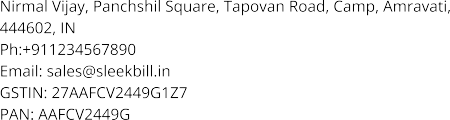 Nirmal Vijay, Panchshil Square, Tapovan Road, Camp, Amravati,
444602, IN
Ph:+911234567890
Email: sales@sleekbill.in
GSTIN: 27AAFCV2449G1Z7
PAN: AAFCV2449G